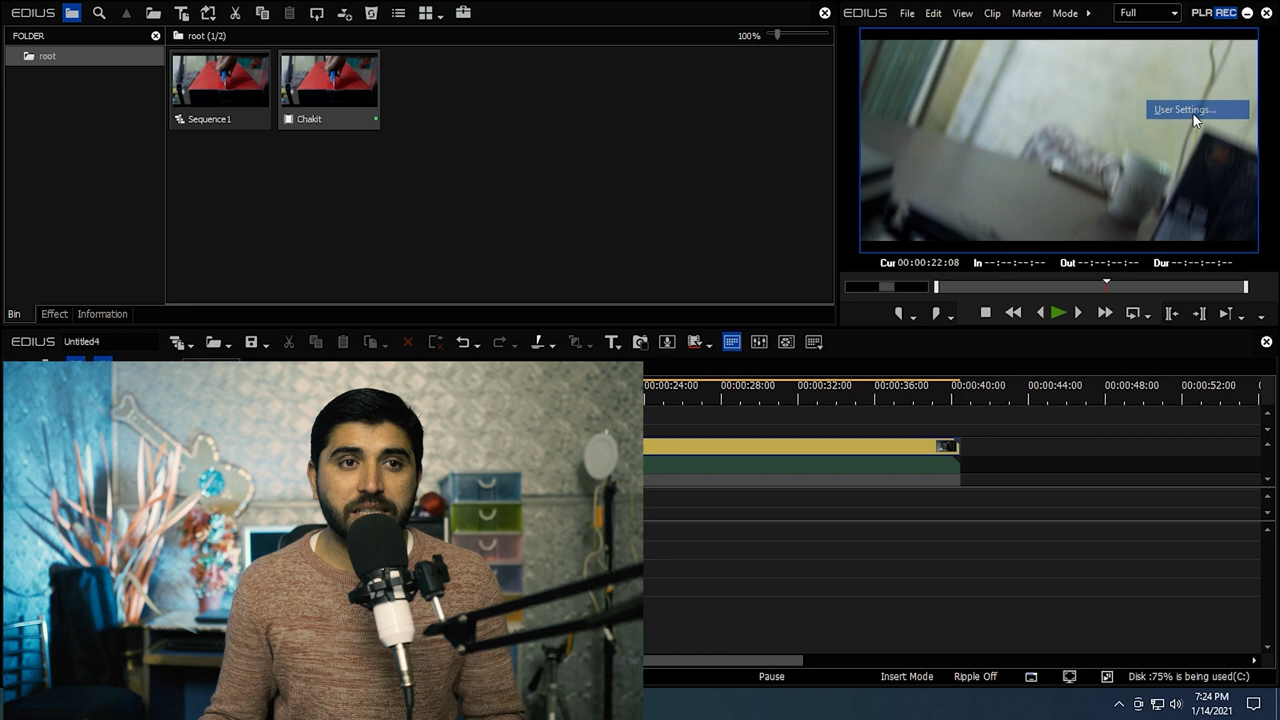 EDIUS
EDIUS File Edit View Clip Marker Mode Full PLR REC
FOLDER
root
root (1/2)
100%
Sequence1
Chakit
User Settings...
Cur 00:00:22:08 In --:--:--:-- Out --:--:--:-- Dur --:--:--:--
Bin Effect Information
EDIUS Untitled4
00:00:24:00 00:00:28:00 00:00:32:00 00:00:36:00 00:00:40:00 00:00:44:00 00:00:48:00 00:00:52:00
Pause Insert Mode Ripple Off Disk :75% is being used(C:)
7:24 PM
1/14/2021